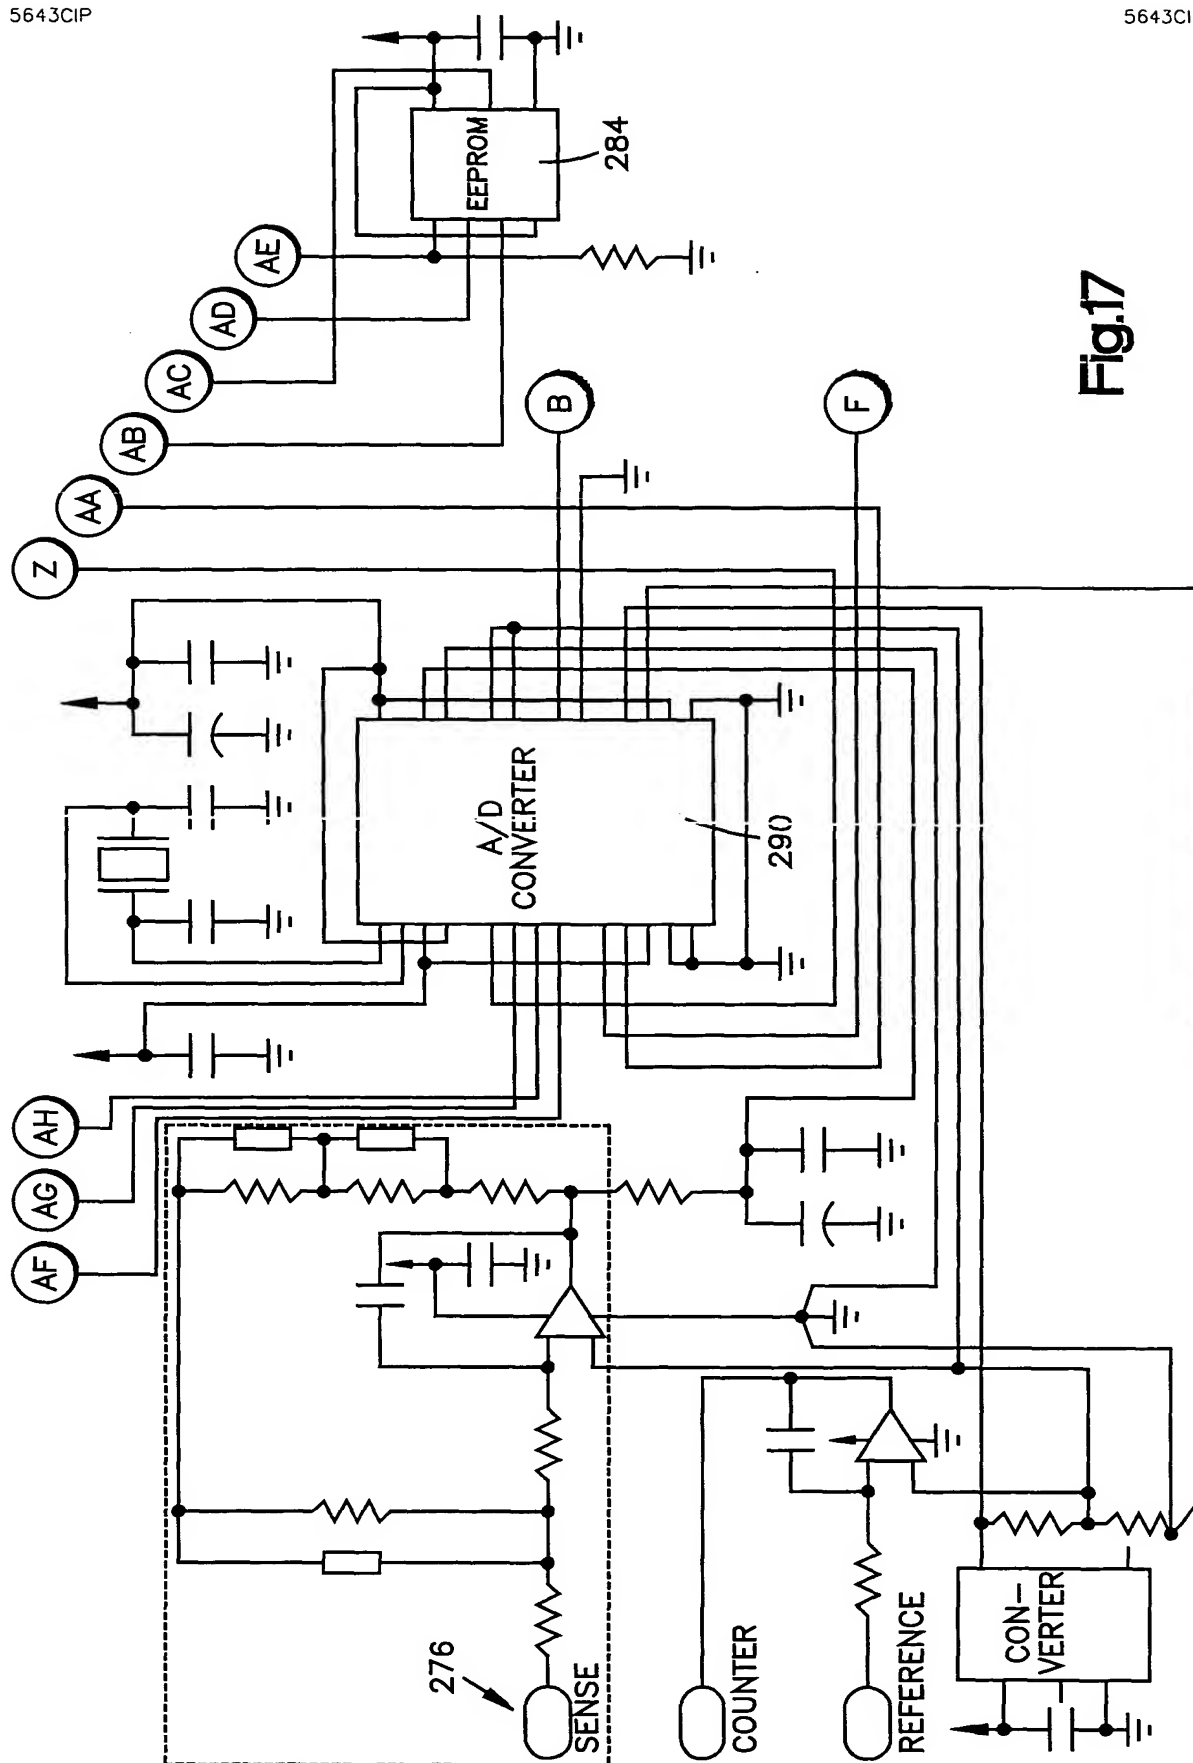 5643CIP
5643CI
EEPROM
284
AE
AD
AC
AB
AA
Z
B
F
Fig.17
A/D
CONVERTER
290
AH
AG
AF
276
SENSE
COUNTER
REFERENCE
CON-
VERTER